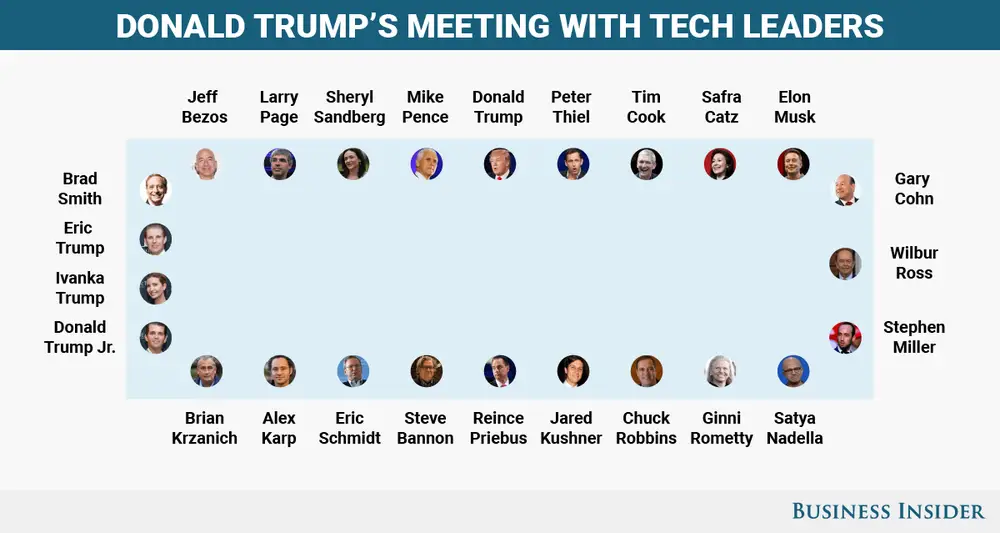 DONALD TRUMP'S MEETING WITH TECH LEADERS
Jeff
Bezos
Larry
Page
Sheryl
Sandberg
Mike
Pence
Donald
Trump
Peter
Thiel
Tim
Cook
Safra
Catz
Elon
Musk
Brad
Smith
Eric
Trump
Ivanka
Trump
Donald
Trump Jr.
Gary
Cohn
Wilbur
Ross
Stephen
Miller
Brian
Krzanich
Alex
Karp
Eric
Schmidt
Steve
Bannon
Reince
Priebus
Jared
Kushner
Chuck
Robbins
Ginni
Rometty
Satya
Nadella
BUSINESS INSIDER